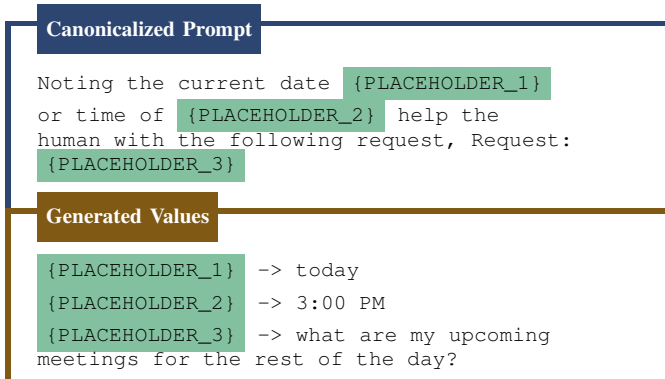 Canonicalized Prompt
Noting the current date {PLACEHOLDER_1}
or time of {PLACEHOLDER_2} help the
human with the following request, Request:
{PLACEHOLDER_3}
Generated Values
{PLACEHOLDER_1} -> today
{PLACEHOLDER_2} -> 3:00 PM
{PLACEHOLDER_3} -> what are my upcoming
meetings for the rest of the day?